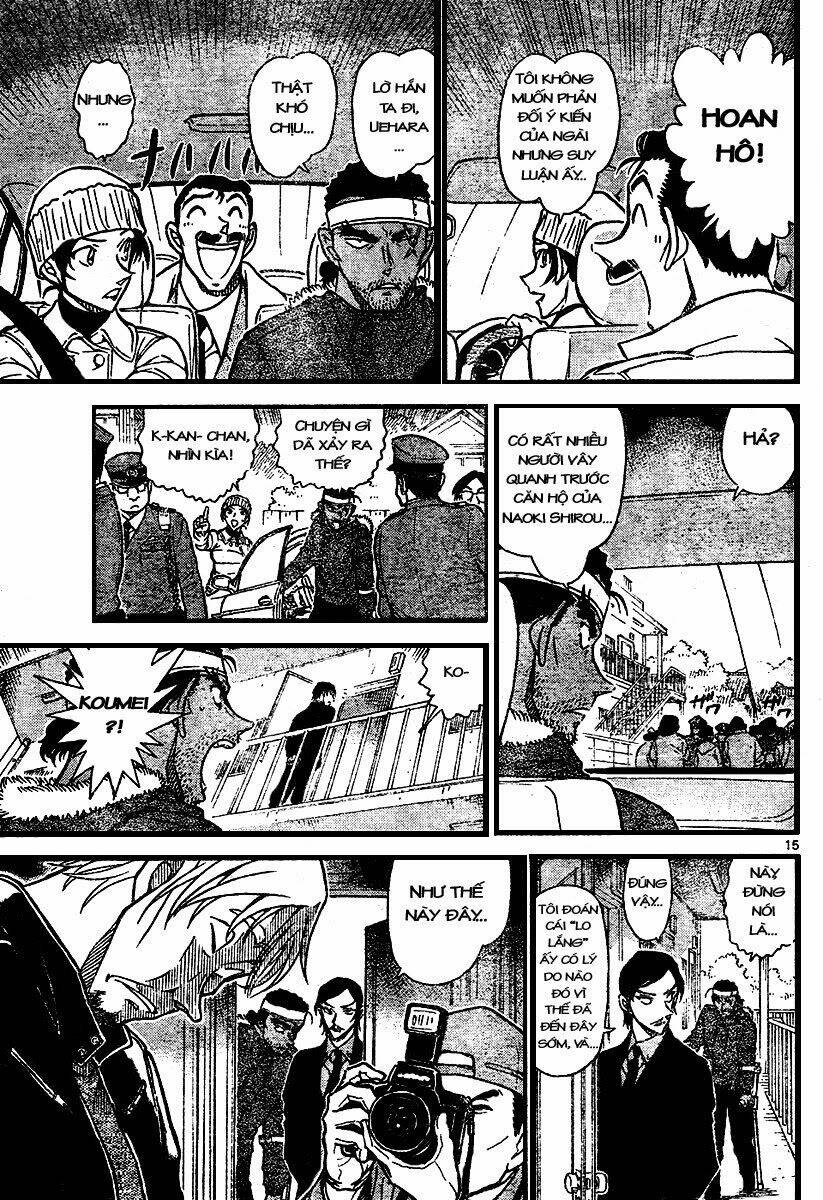 HOAN
HÔ!
TÔI KHÔNG
MUỐN PHẢN
ĐỐI Ý KIẾN
CỦA NGÀI
NHƯNG SUY
LUẬN ẤY...
LỜ HẮN
TA ĐI,
UEHARA
...
THẬT
KHÓ
CHỊU...
NHƯNG
...
HẢ?
CÓ RẤT NHIỀU
NGƯỜI VÂY
QUANH TRƯỚC
CĂN HỘ CỦA
NAOKI SHIROU...
CHUYỆN GÌ
DÃ XẢY RA
THẾ?
K-KAN- CHAN,
NHÌN KÌA!
KO-
KOUMEI
?!
15
NÀY
ĐỪNG
NÓI
LÀ...
ĐÚNG
VẬY..
TÔI ĐOÁN
CÁI "LO
LẮNG"
ẤY CÓ LÝ
DO NÀO
ĐÓ VÌ
THẾ ĐÃ
ĐẾN ĐÂY
SỚM, VÀ...
NHƯ THẾ
NÀY ĐÂY..